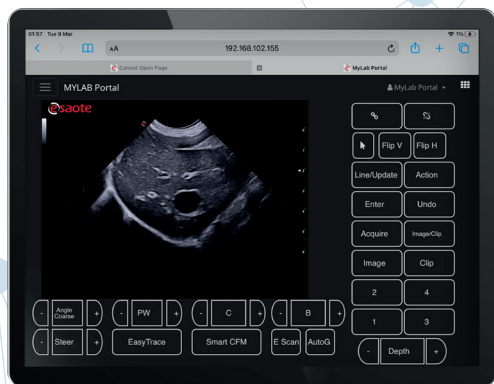 01:57 Tue 9 Mar 1%
AA 192.168.102.155
Cannot Open Page MyLab Portal
MYLAB Portal MyLab Portal
esaote
Flip V Flip H
Line/Update Action
Enter Undo
Acquire Image/Clip
Image Clip
2 4
1 3
- Depth +
- Angle Coarse + - PW + - C + - B +
- Steer + EasyTrace Smart CFM E Scan AutoG